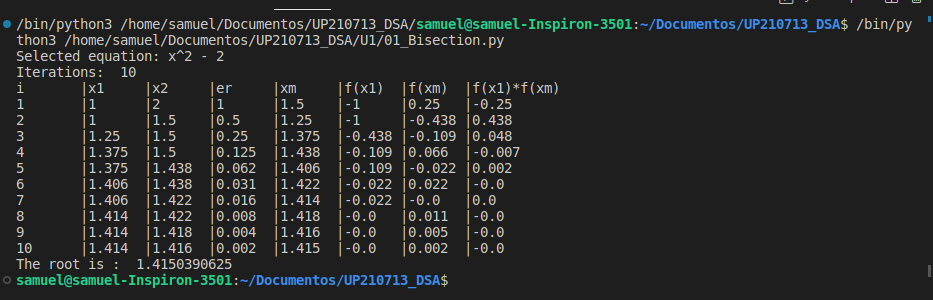 /bin/python3 /home/samuel/Documentos/UP210713_DSA/samuel@samuel-Inspiron-3501:~/Documentos/UP210713_DSA$ /bin/py
thon3 /home/samuel/Documentos/UP210713_DSA/U1/01_Bisection.py
Selected equation: x^2 - 2
Iterations:  10
i       |x1     |x2     |er     |xm     |f(x1)  |f(xm)  |f(x1)*f(xm)
1       |1      |2      |1      |1.5    |-1     |0.25   |-0.25
2       |1      |1.5    |0.5    |1.25   |-1     |-0.438 |0.438
3       |1.25   |1.5    |0.25   |1.375  |-0.438 |-0.109 |0.048
4       |1.375  |1.5    |0.125  |1.438  |-0.109 |0.066  |-0.007
5       |1.375  |1.438  |0.062  |1.406  |-0.109 |-0.022 |0.002
6       |1.406  |1.438  |0.031  |1.422  |-0.022 |0.022  |-0.0
7       |1.406  |1.422  |0.016  |1.414  |-0.022 |-0.0   |0.0
8       |1.414  |1.422  |0.008  |1.418  |-0.0   |0.011  |-0.0
9       |1.414  |1.418  |0.004  |1.416  |-0.0   |0.005  |-0.0
10      |1.414  |1.416  |0.002  |1.415  |-0.0   |0.002  |-0.0
The root is :  1.4150390625
samuel@samuel-Inspiron-3501:~/Documentos/UP210713_DSA$